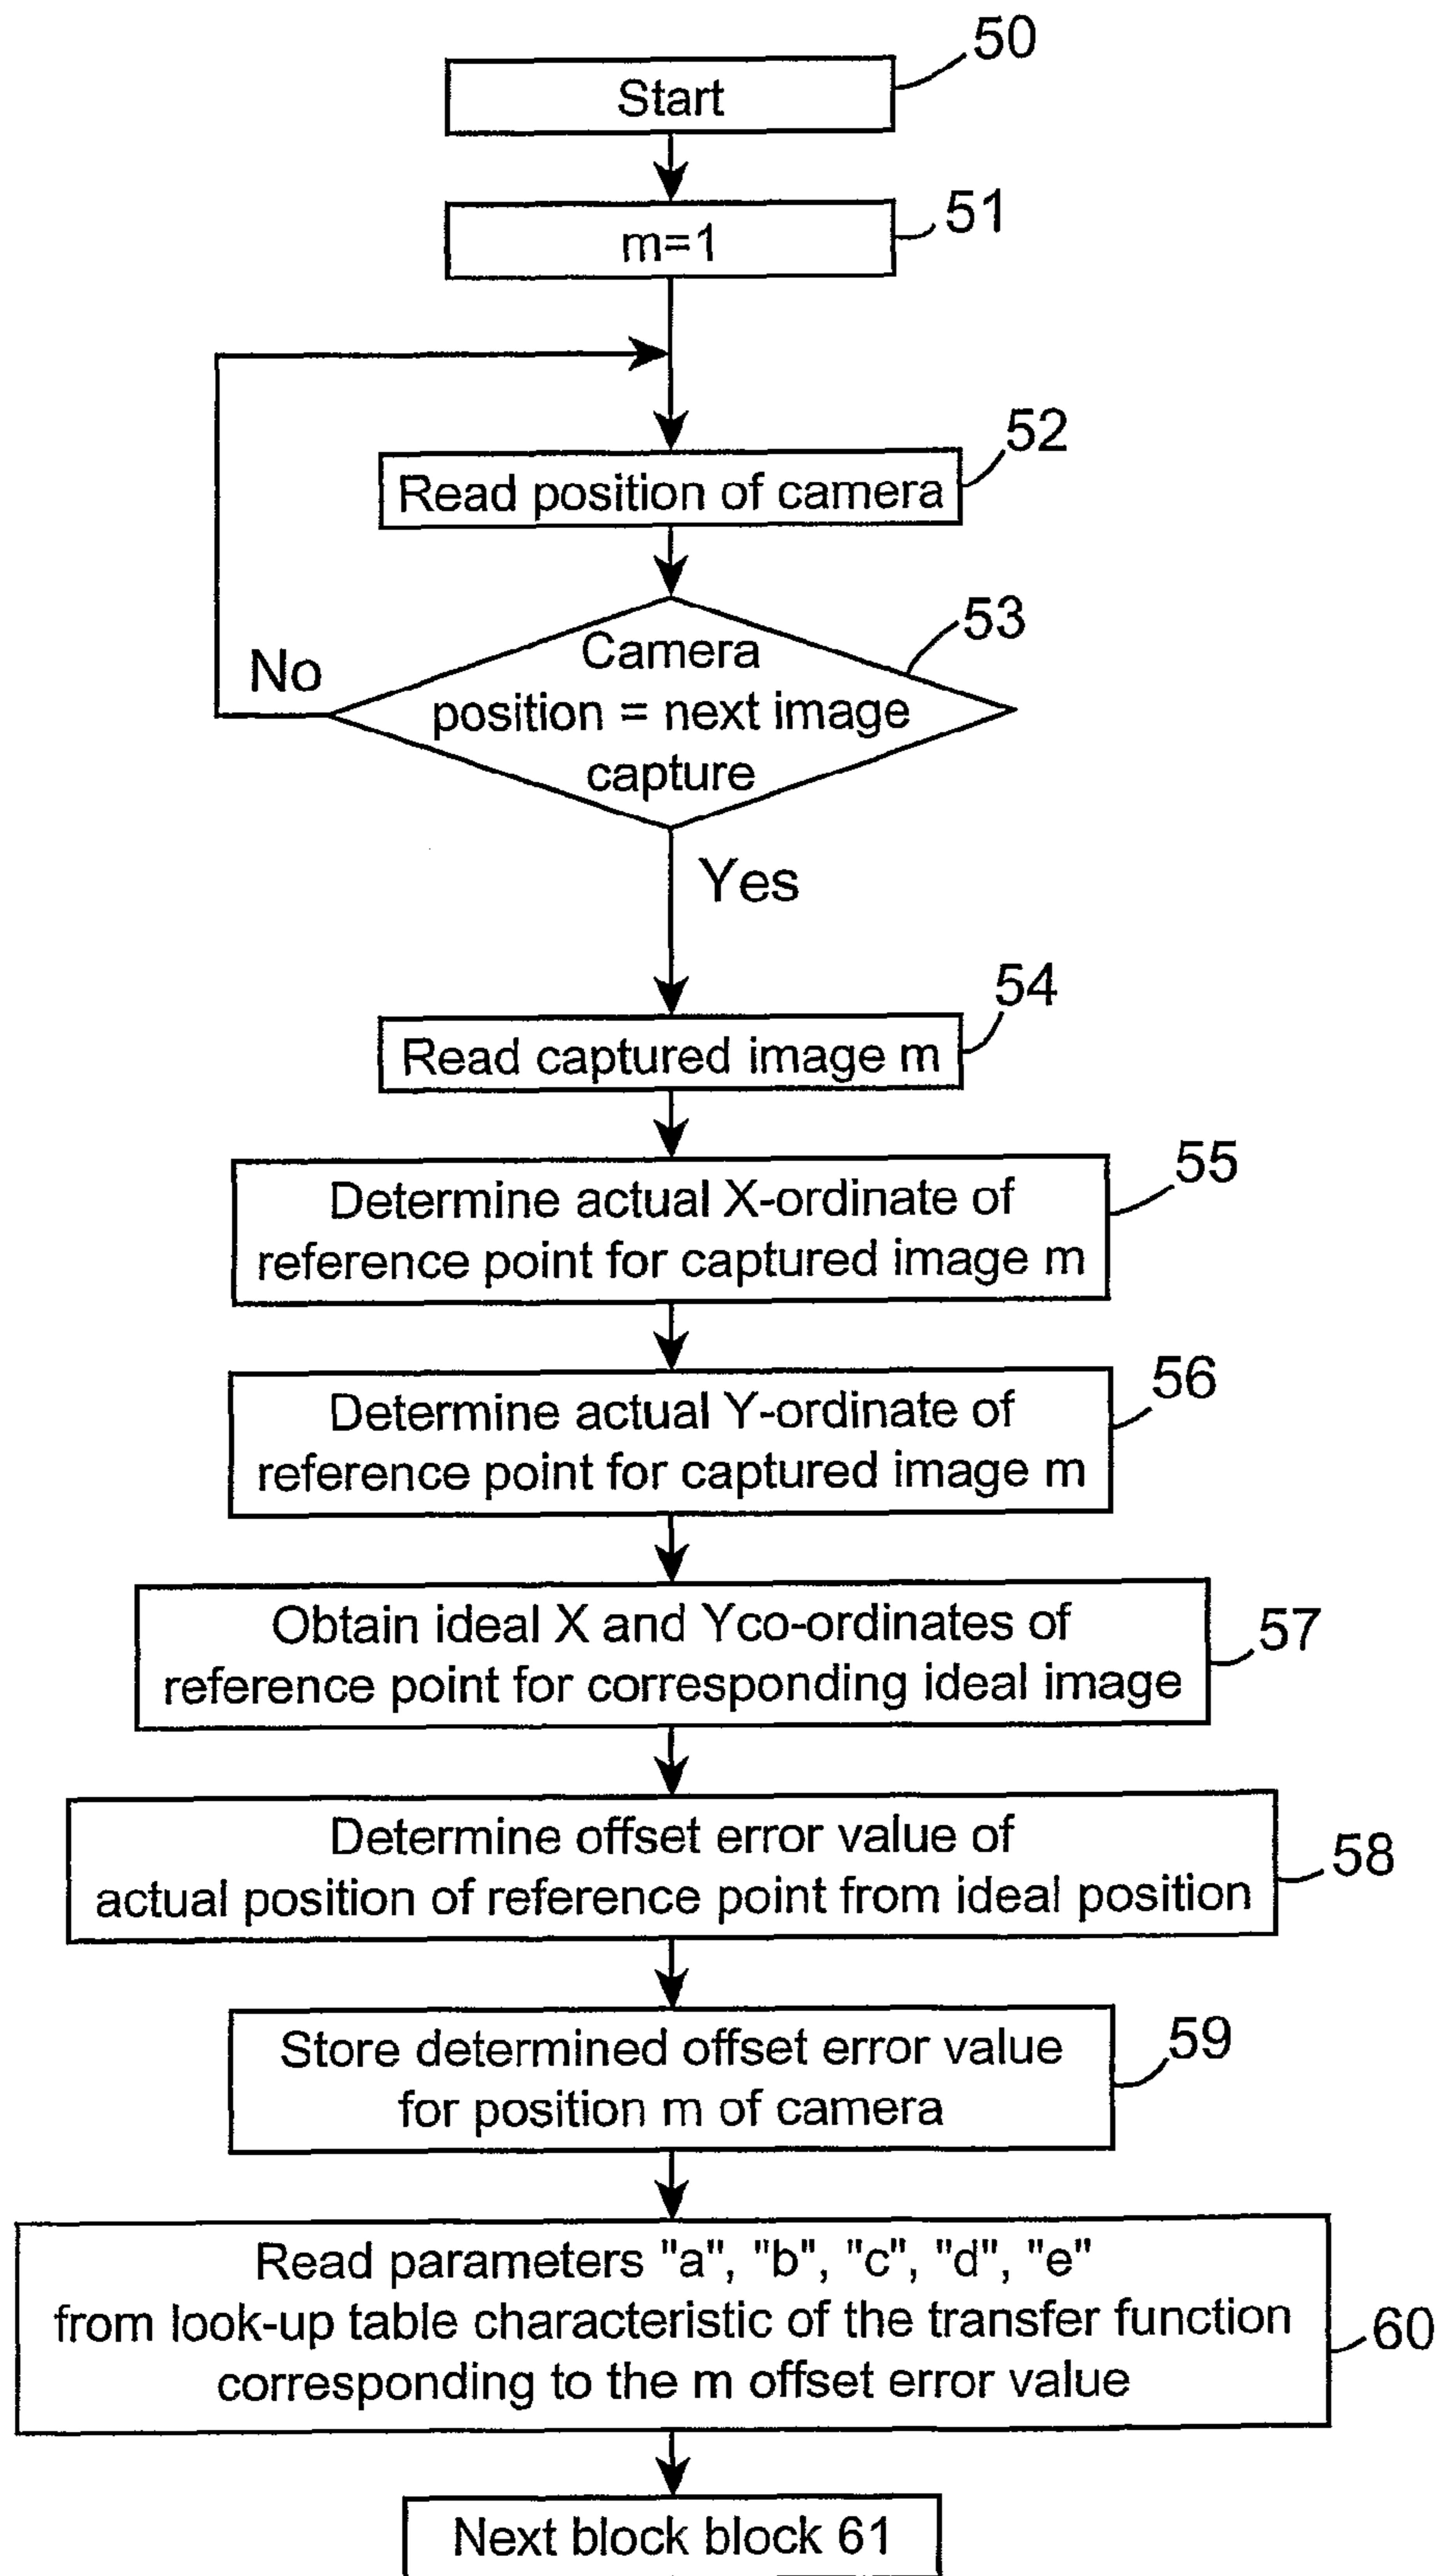 50
Start
51
m=1
52
Read position of camera
53
Camera
position = next image
capture
No
Yes
54
Read captured image m
55
Determine actual X-ordinate of
reference point for captured image m
56
Determine actual Y-ordinate of
reference point for captured image m
57
Obtain ideal X and Yco-ordinates of
reference point for corresponding ideal image
58
Determine offset error value of
actual position of reference point from ideal position
59
Store determined offset error value
for position m of camera
60
Read parameters "a", "b", "c", "d", "e"
from look-up table characteristic of the transfer function
corresponding to the m offset error value
Next block block 61